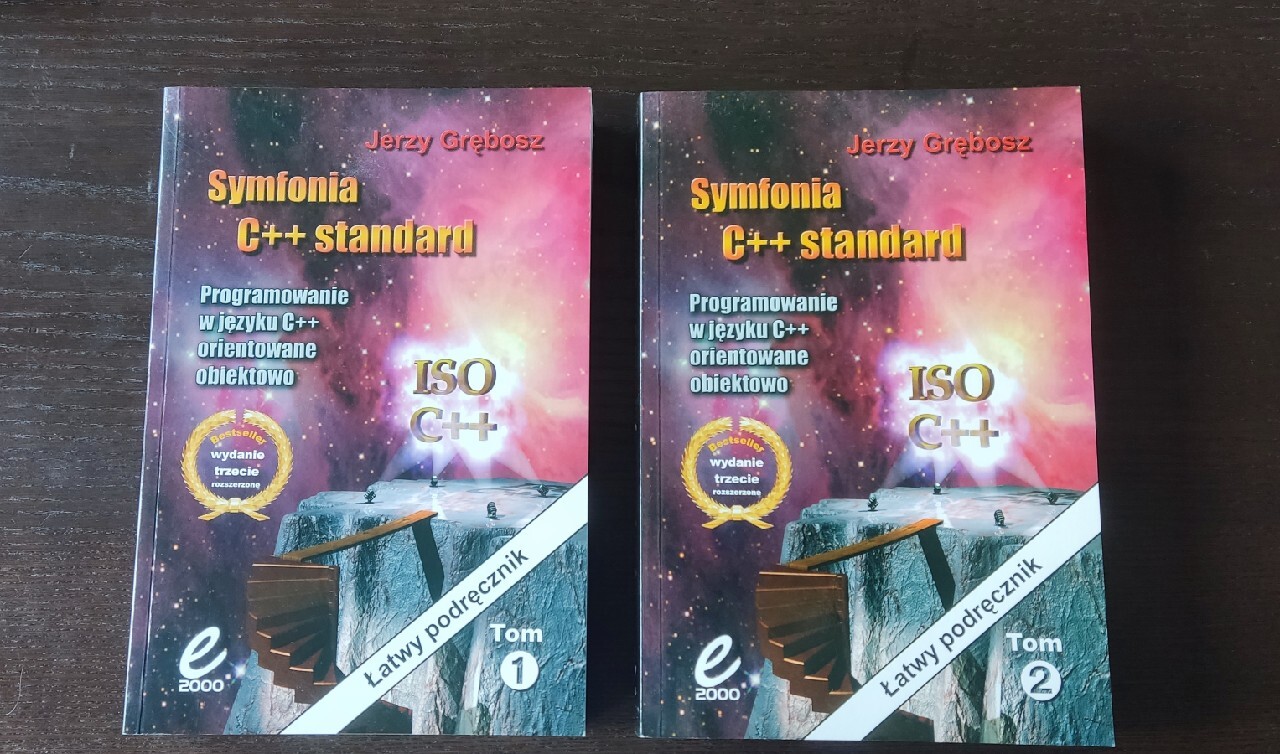 Jerzy Grębosz
Symfonia
C++ standard
Programowanie
w języku C++
orientowane
obiektowo
ISO
C++
Bestseller
wydanie
trzecie
rozszerzone
Łatwy podręcznik
Tom
1
e
2000
Jerzy Grębosz
Symfonia
C++ standard
Programowanie
w języku C++
orientowane
obiektowo
ISO
C++
Bestseller
wydanie
trzecie
rozszerzone
Łatwy podręcznik
Tom
2
e
2000